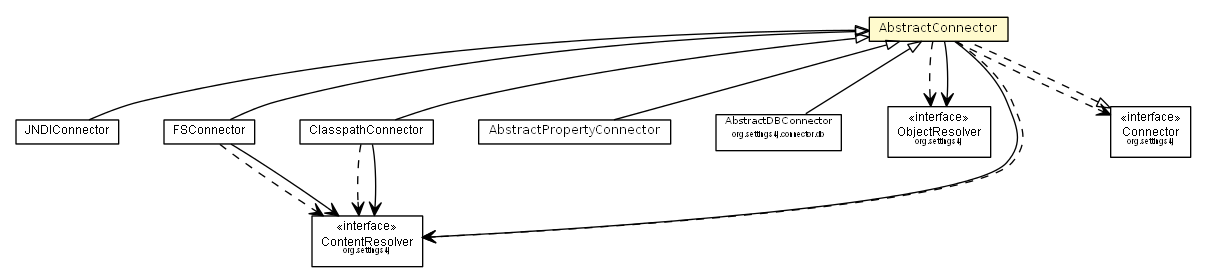 AbstractConnector
JNDIConnector
FSConnector
ClasspathConnector
AbstractPropertyConnector
AbstractDBConnector
org.settings4j.connector.db
«interface»
ObjectResolver
org.settings4j
«interface»
Connector
org.settings4j
«interface»
ContentResolver
org.settings4j